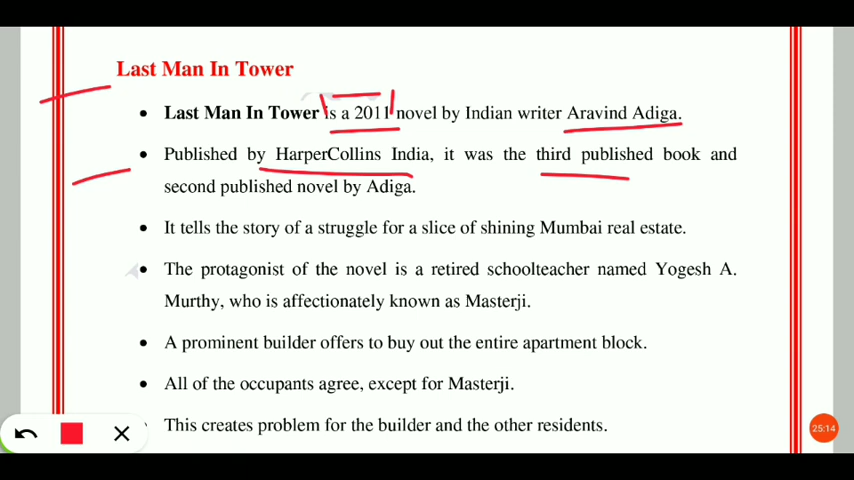 Last Man In Tower
• Last Man In Tower is a 2011 novel by Indian writer Aravind Adiga.
• Published by HarperCollins India, it was the third published book and
second published novel by Adiga.
• It tells the story of a struggle for a slice of shining Mumbai real estate.
• The protagonist of the novel is a retired schoolteacher named Yogesh A.
Murthy, who is affectionately known as Masterji.
• A prominent builder offers to buy out the entire apartment block.
• All of the occupants agree, except for Masterji.
This creates problem for the builder and the other residents.
25:14